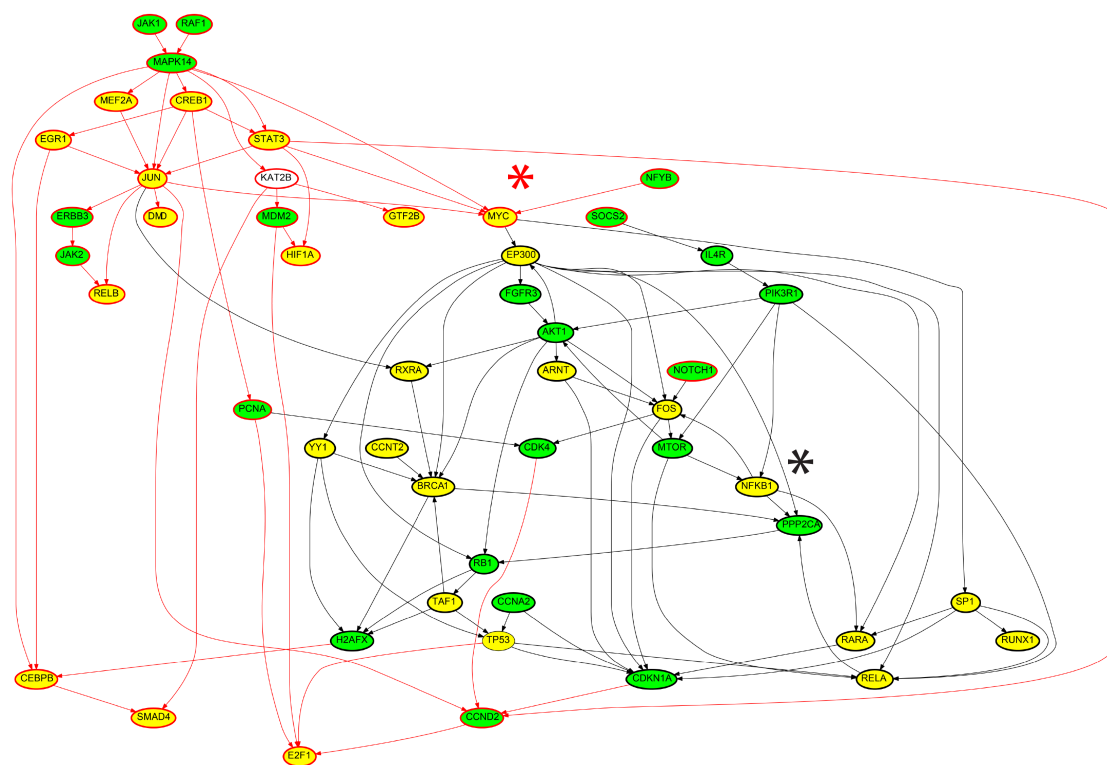 JAK1 RAF1
MAPK14
MEF2A CREB1
EGR1 STAT3
JUN KAT2B NFYB
ERBB3 DMD MDM2 GTF2B MYC SOCS2
JAK2 HIF1A EP300 IL4R
RELB FGFR3 PIK3R1
AKT1
RXRA ARNT NOTCH1
PCNA FOS
YY1 CCNT2 CDK4 MTOR
BRCA1 NFKB1
PPP2CA
RB1
TAF1 CCNA2 SP1
H2AFX TP53 RARA RUNX1
CEBPB CDKN1A RELA
SMAD4 CCND2
E2F1